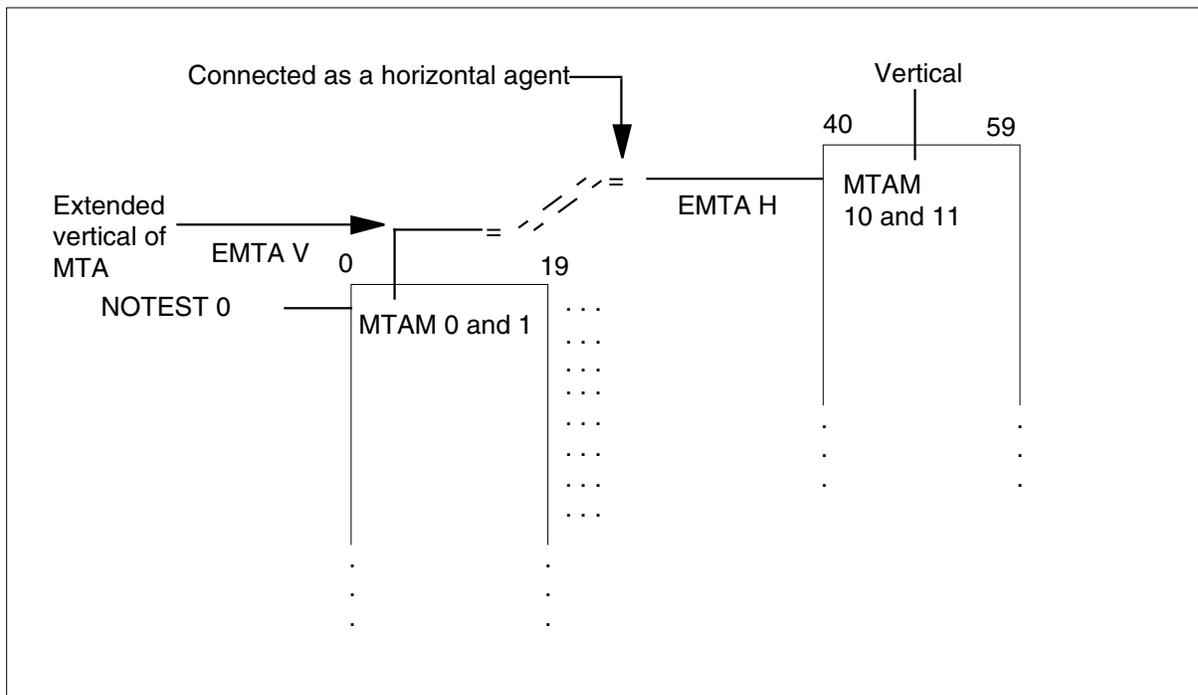 Connected as a horizontal agent
Vertical
40
59
MTAM
10 and 11
EMTA H
Extended
vertical of
MTA
EMTA V
0
19
NOTEST 0
MTAM 0 and 1